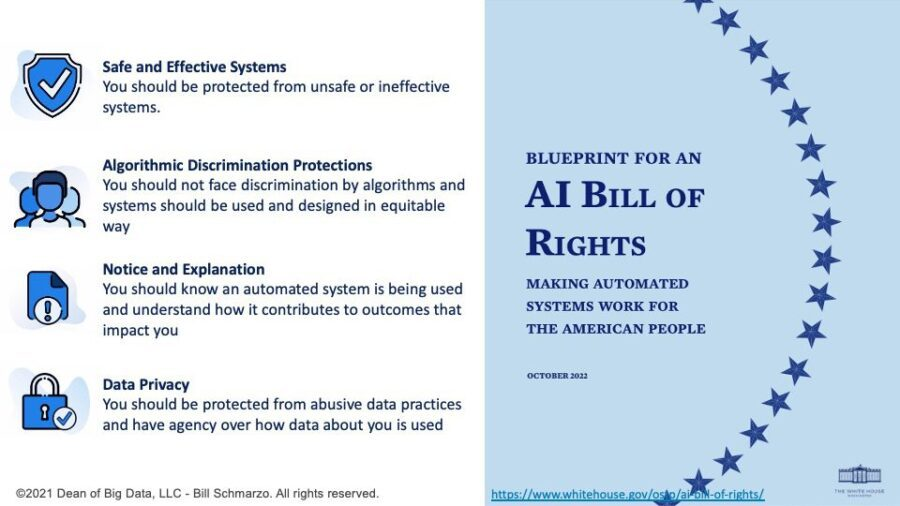 Safe and Effective Systems
You should be protected from unsafe or ineffective
systems.
Algorithmic Discrimination Protections
You should not face discrimination by algorithms and
systems should be used and designed in equitable
way
Notice and Explanation
You should know an automated system is being used
and understand how it contributes to outcomes that
impact you
Data Privacy
You should be protected from abusive data practices
and have agency over how data about you is used
©2021 Dean of Big Data, LLC - Bill Schmarzo. All rights reserved.
BLUEPRINT FOR AN
AI BILL OF
RIGHTS
MAKING AUTOMATED
SYSTEMS WORK FOR
THE AMERICAN PEOPLE
OCTOBER 2022
https://www.whitehouse.gov/ostp/ai-bill-of-rights/
THE WHITE HOUSE